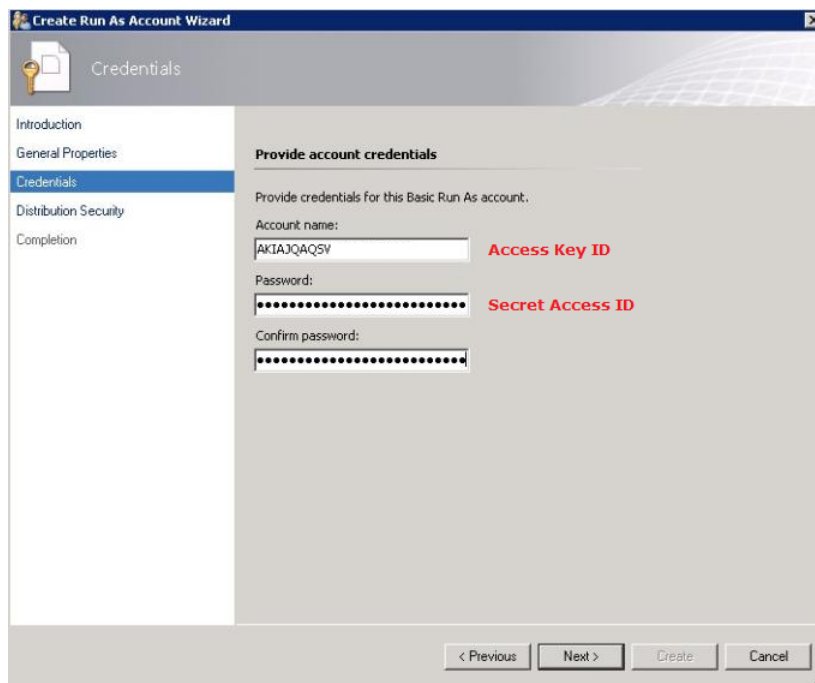 Create Run As Account Wizard
Credentials
Introduction
General Properties
Credentials
Distribution Security
Completion
Provide account credentials
Provide credentials for this Basic Run As account.
Account name:
AKIAJQAQSV
Access Key ID
Password:
●●●●●●●●●●●●●●●●●●●●●●●●●●
Secret Access ID
Confirm password:
●●●●●●●●●●●●●●●●●●●●●●●●●●
< Previous
Next >
Create
Cancel